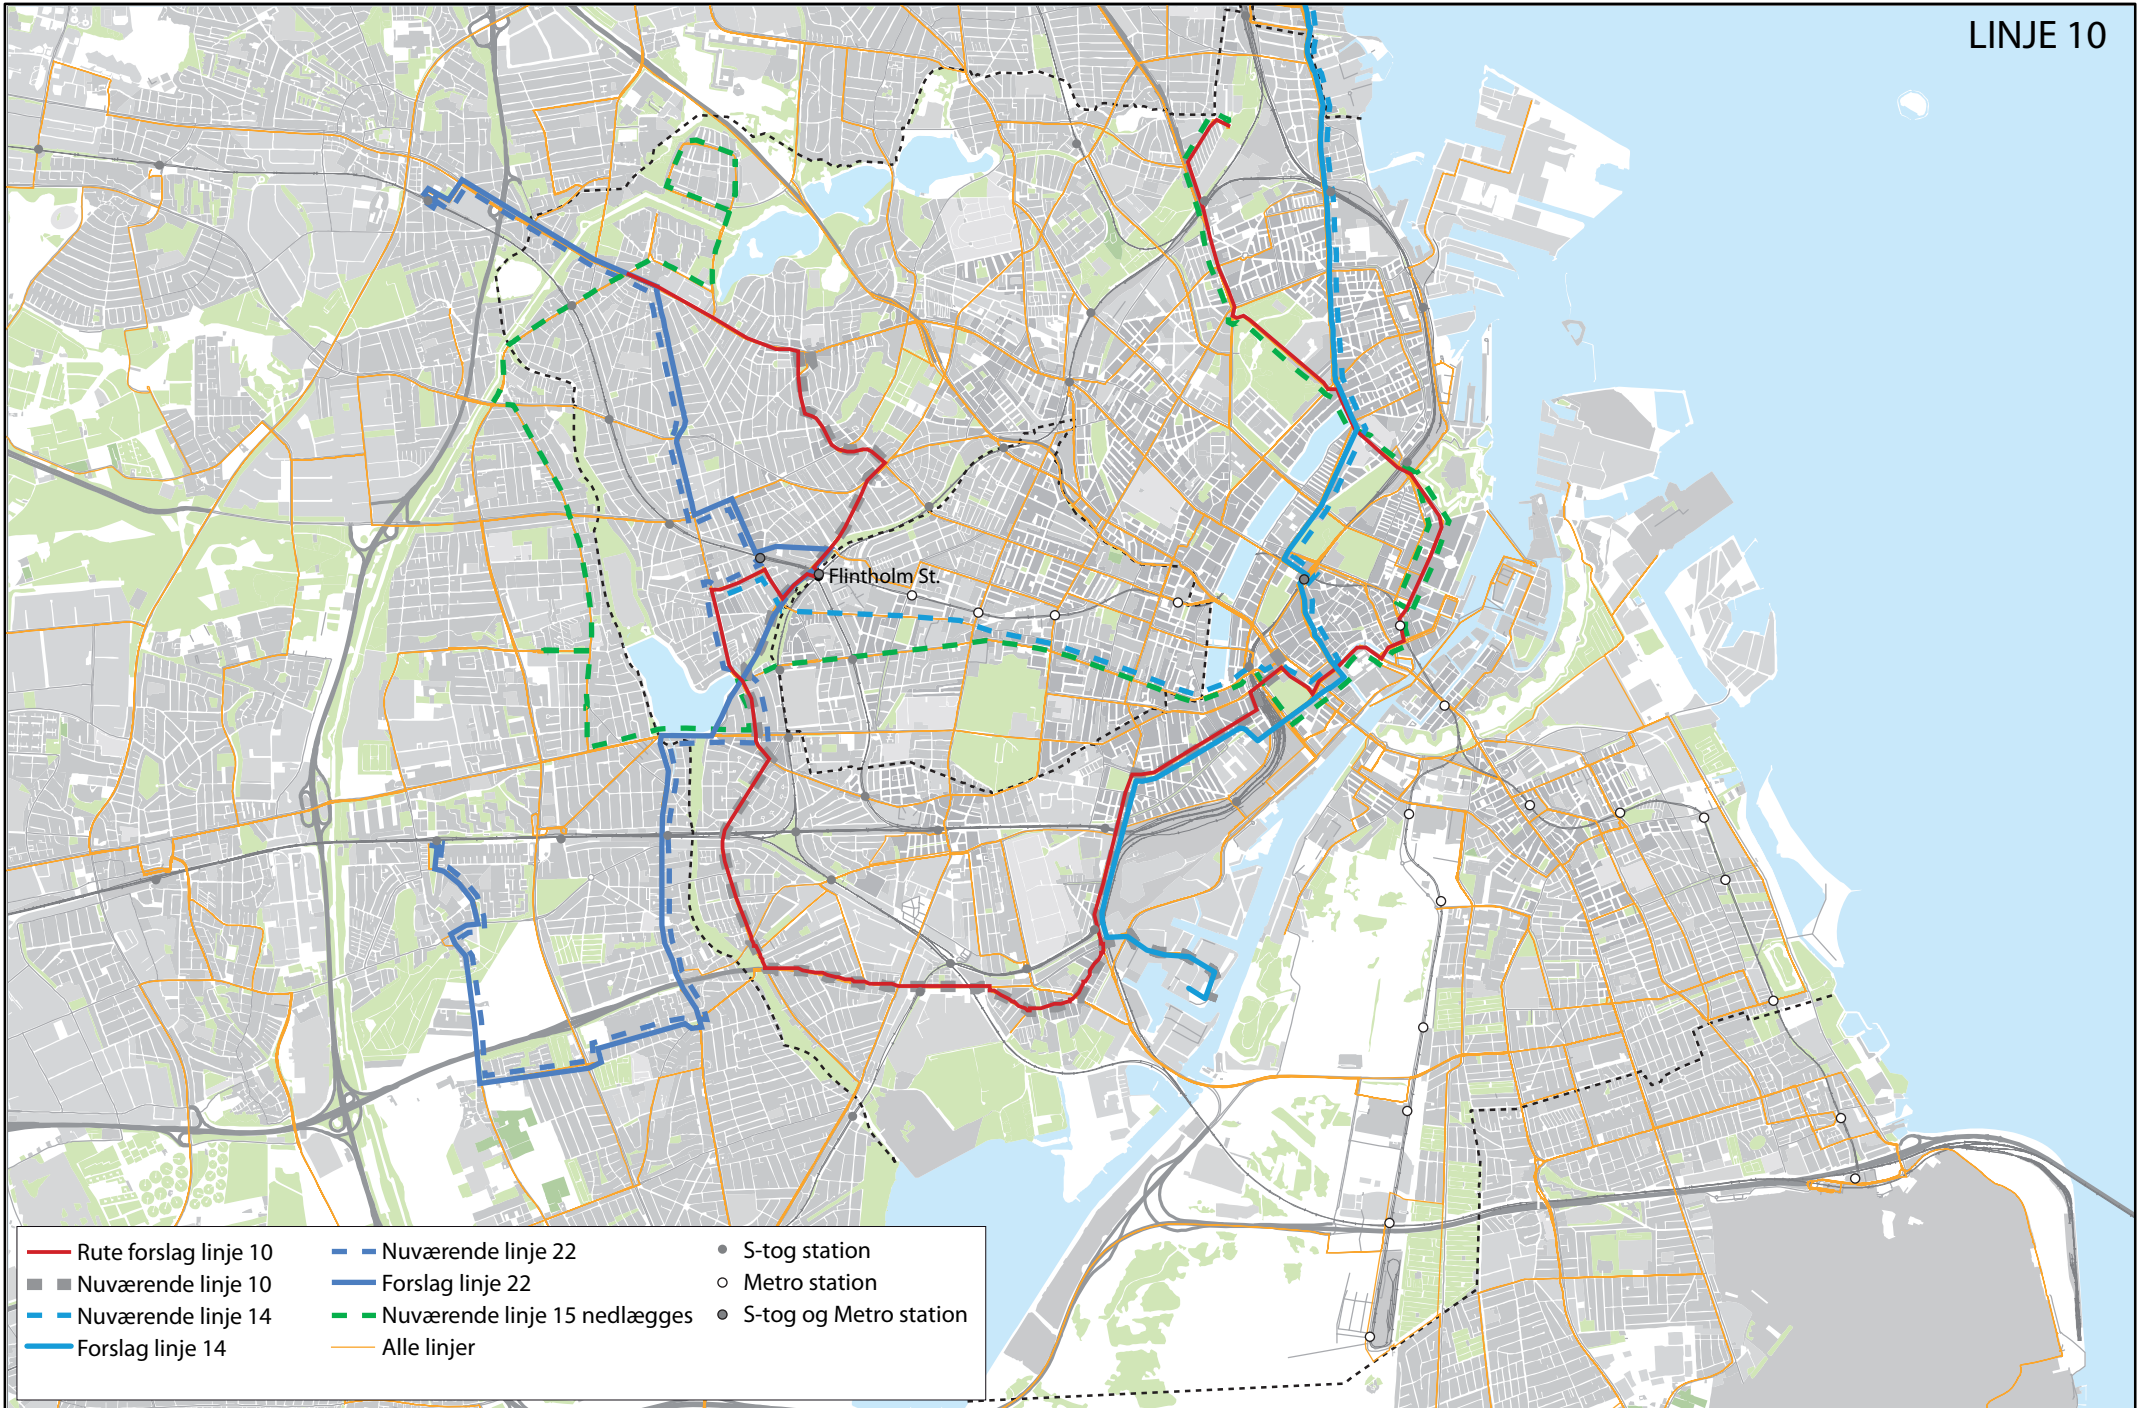 LINJE 10
Flintholm St.
Rute forslag linje 10
Nuværende linje 10
Nuværende linje 14
Forslag linje 14
Nuværende linje 22
Forslag linje 22
Nuværende linje 15 nedlægges
Alle linjer
S-tog station
Metro station
S-tog og Metro station